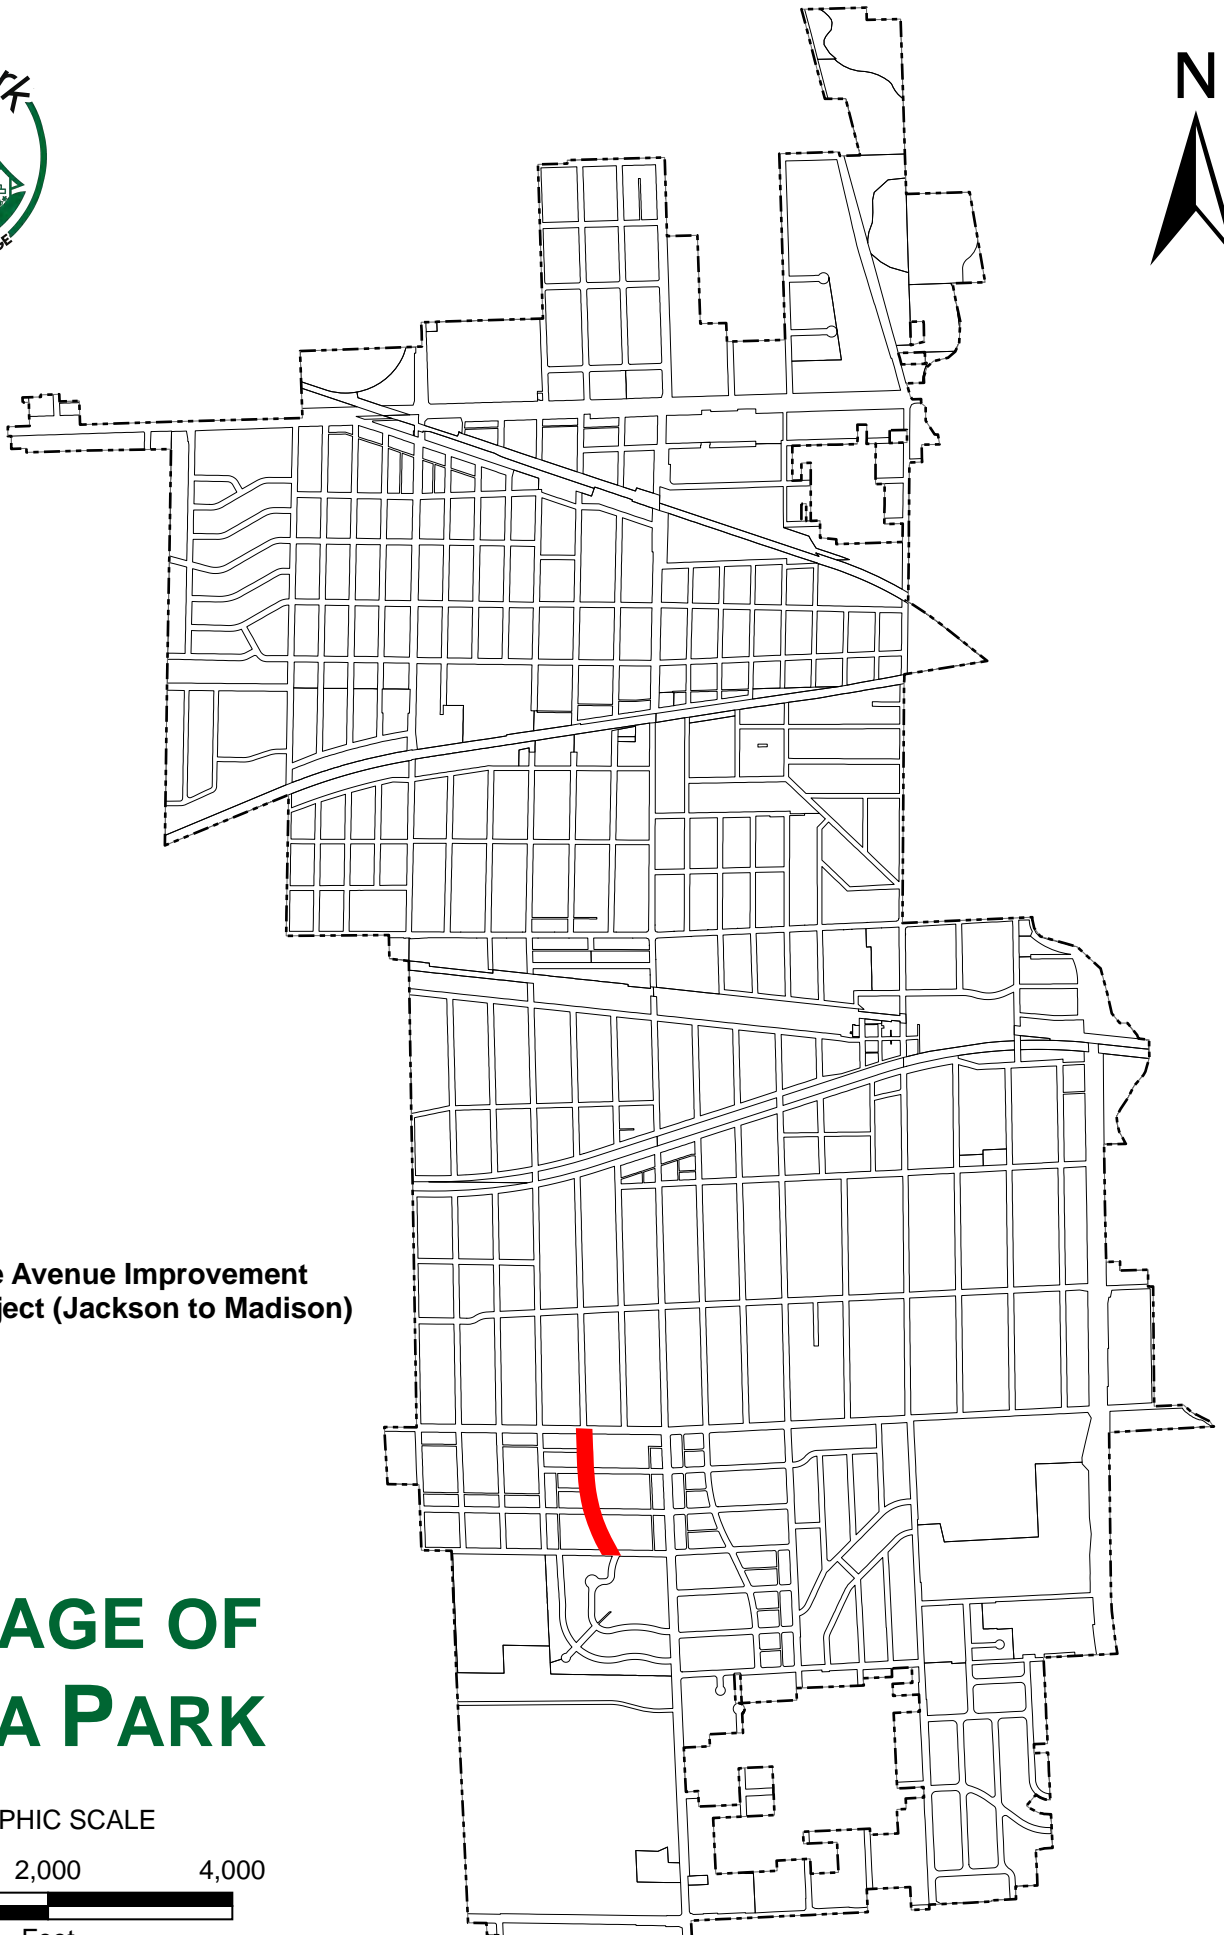 N
e Avenue Improvement
ject (Jackson to Madison)
AGE OF
A PARK
PHIC SCALE
2,000 4,000